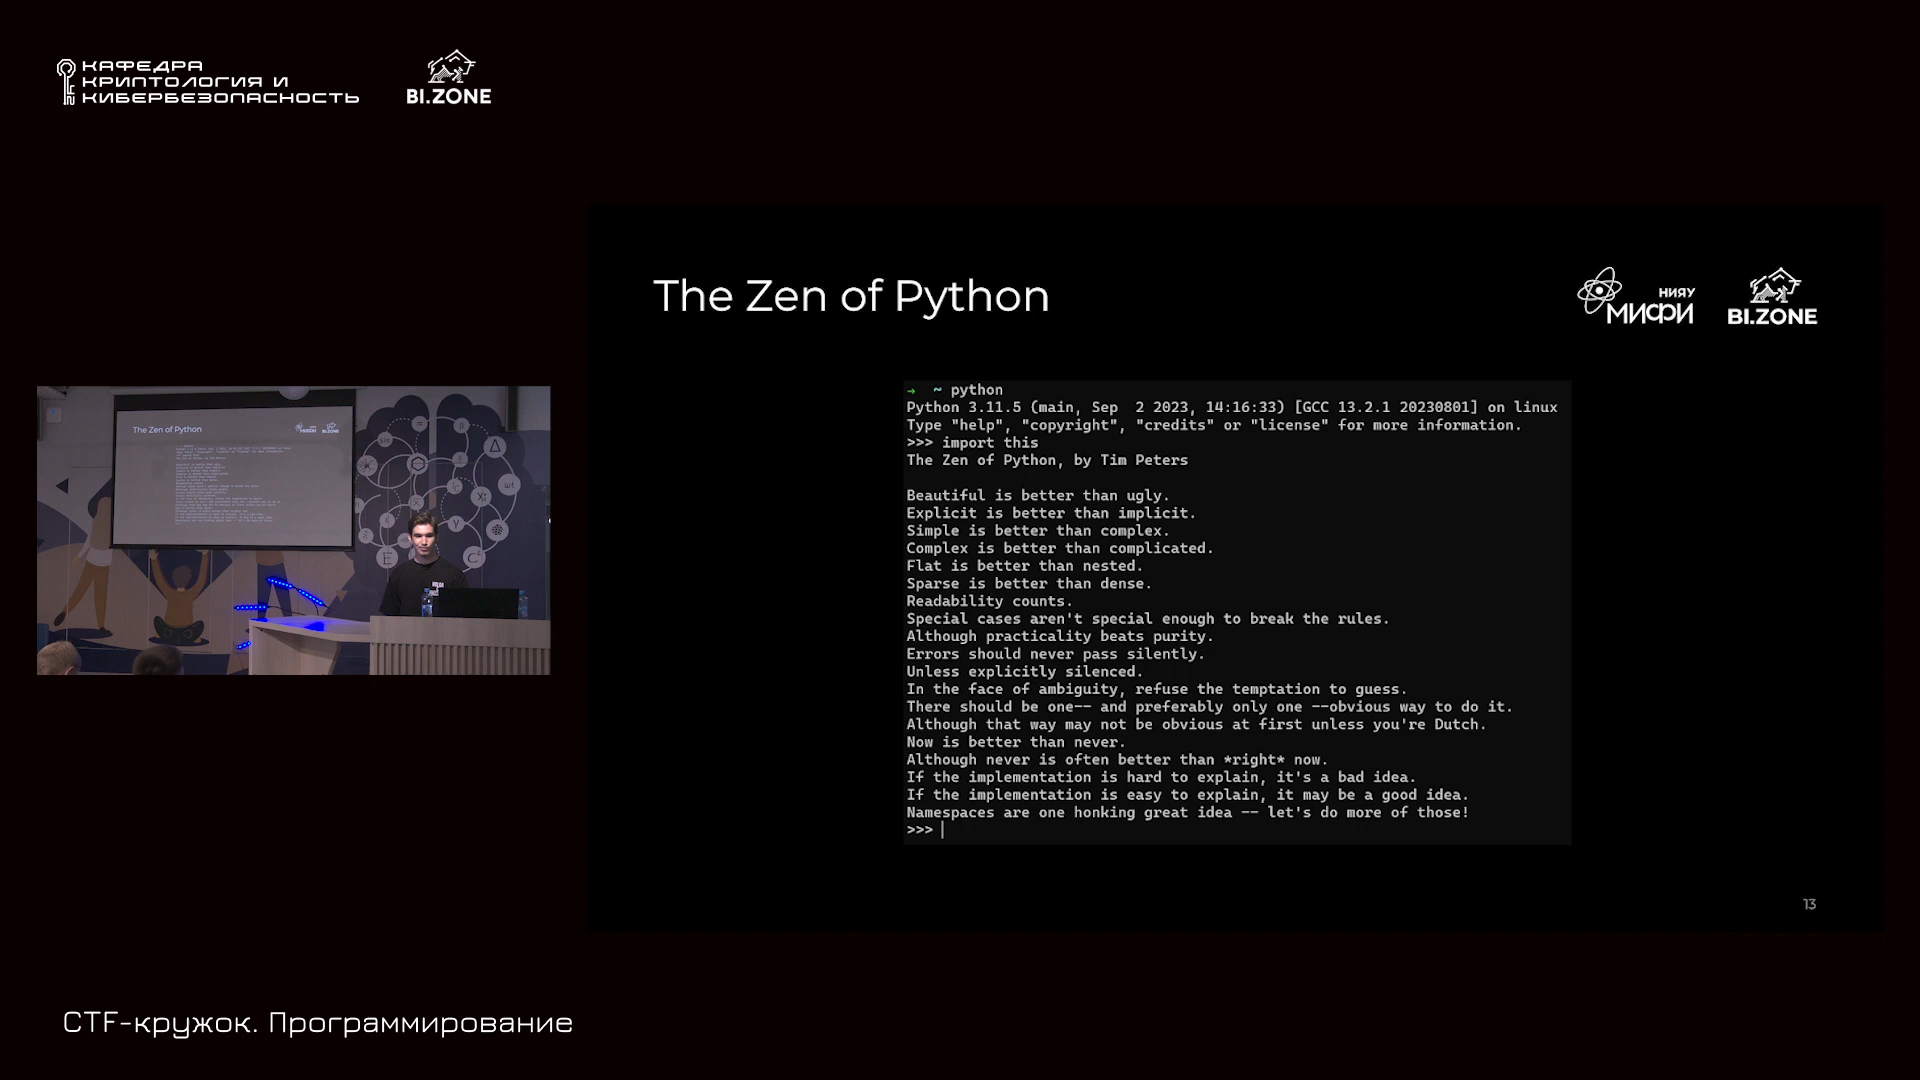 КАФЕДРА
КРИПТОЛОГИЯ И
КИБЕРБЕЗОПАСНОСТЬ
BI.ZONE
The Zen of Python
НИЯУ
МИФИ
BI.ZONE
→ ~ python
Python 3.11.5 (main, Sep  2 2023, 14:16:33) [GCC 13.2.1 20230801] on linux
Type "help", "copyright", "credits" or "license" for more information.
>>> import this
The Zen of Python, by Tim Peters
Beautiful is better than ugly.
Explicit is better than implicit.
Simple is better than complex.
Complex is better than complicated.
Flat is better than nested.
Sparse is better than dense.
Readability counts.
Special cases aren't special enough to break the rules.
Although practicality beats purity.
Errors should never pass silently.
Unless explicitly silenced.
In the face of ambiguity, refuse the temptation to guess.
There should be one-- and preferably only one --obvious way to do it.
Although that way may not be obvious at first unless you're Dutch.
Now is better than never.
Although never is often better than *right* now.
If the implementation is hard to explain, it's a bad idea.
If the implementation is easy to explain, it may be a good idea.
Namespaces are one honking great idea -- let's do more of those!
>>>
13
The Zen of Python
CTF-кружок. Программирование